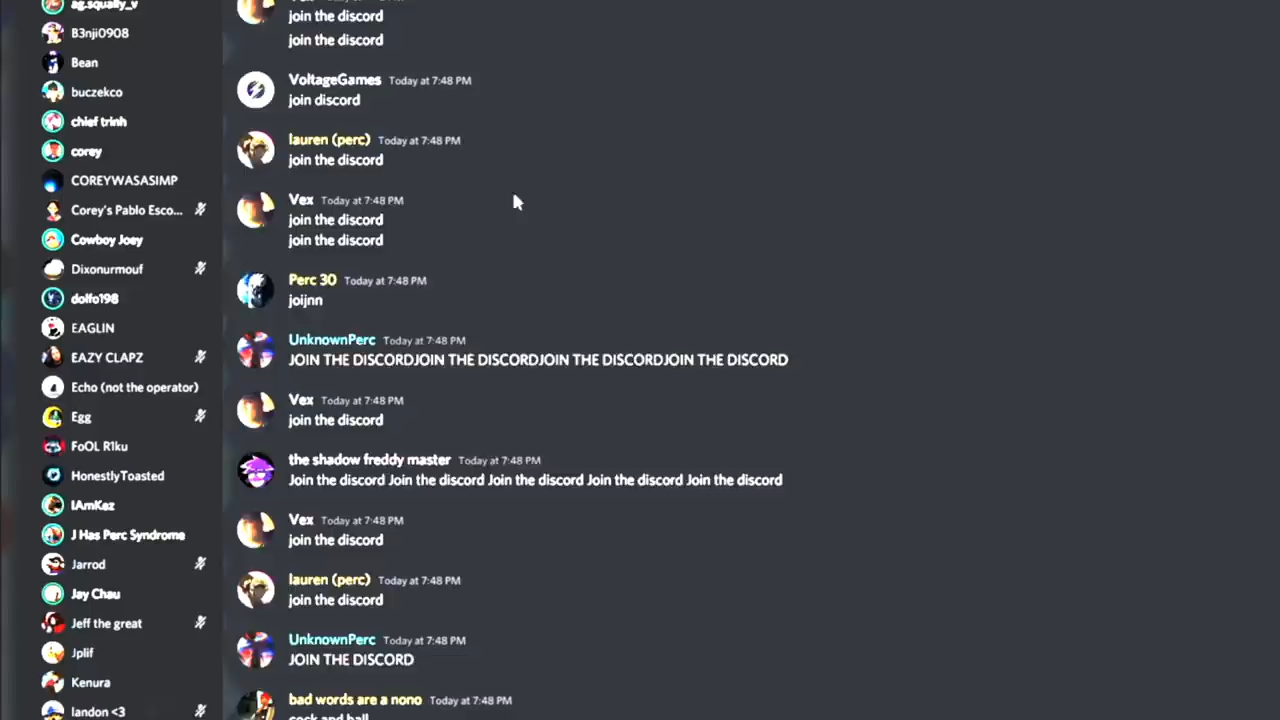 ag.squally_v
B3nji0908
Bean
buczekco
chief trinh
corey
COREYWASASIMP
Corey's Pablo Esco...
Cowboy Joey
Dixonurmouf
dolfo198
EAGLIN
EAZY CLAPZ
Echo (not the operator)
Egg
FoOL R1ku
HonestlyToasted
IAmKez
J Has Perc Syndrome
Jarrod
Jay Chau
Jeff the great
Jplif
Kenura
landon <3
join the discord
join the discord
VoltageGames Today at 7:48 PM
join discord
lauren (perc) Today at 7:48 PM
join the discord
Vex Today at 7:48 PM
join the discord
join the discord
Perc 30 Today at 7:48 PM
joijnn
UnknownPerc Today at 7:48 PM
JOIN THE DISCORDJOIN THE DISCORDJOIN THE DISCORDJOIN THE DISCORD
Vex Today at 7:48 PM
join the discord
the shadow freddy master Today at 7:48 PM
Join the discord Join the discord Join the discord Join the discord Join the discord
Vex Today at 7:48 PM
join the discord
lauren (perc) Today at 7:48 PM
join the discord
UnknownPerc Today at 7:48 PM
JOIN THE DISCORD
bad words are a nono Today at 7:48 PM
cock and ball